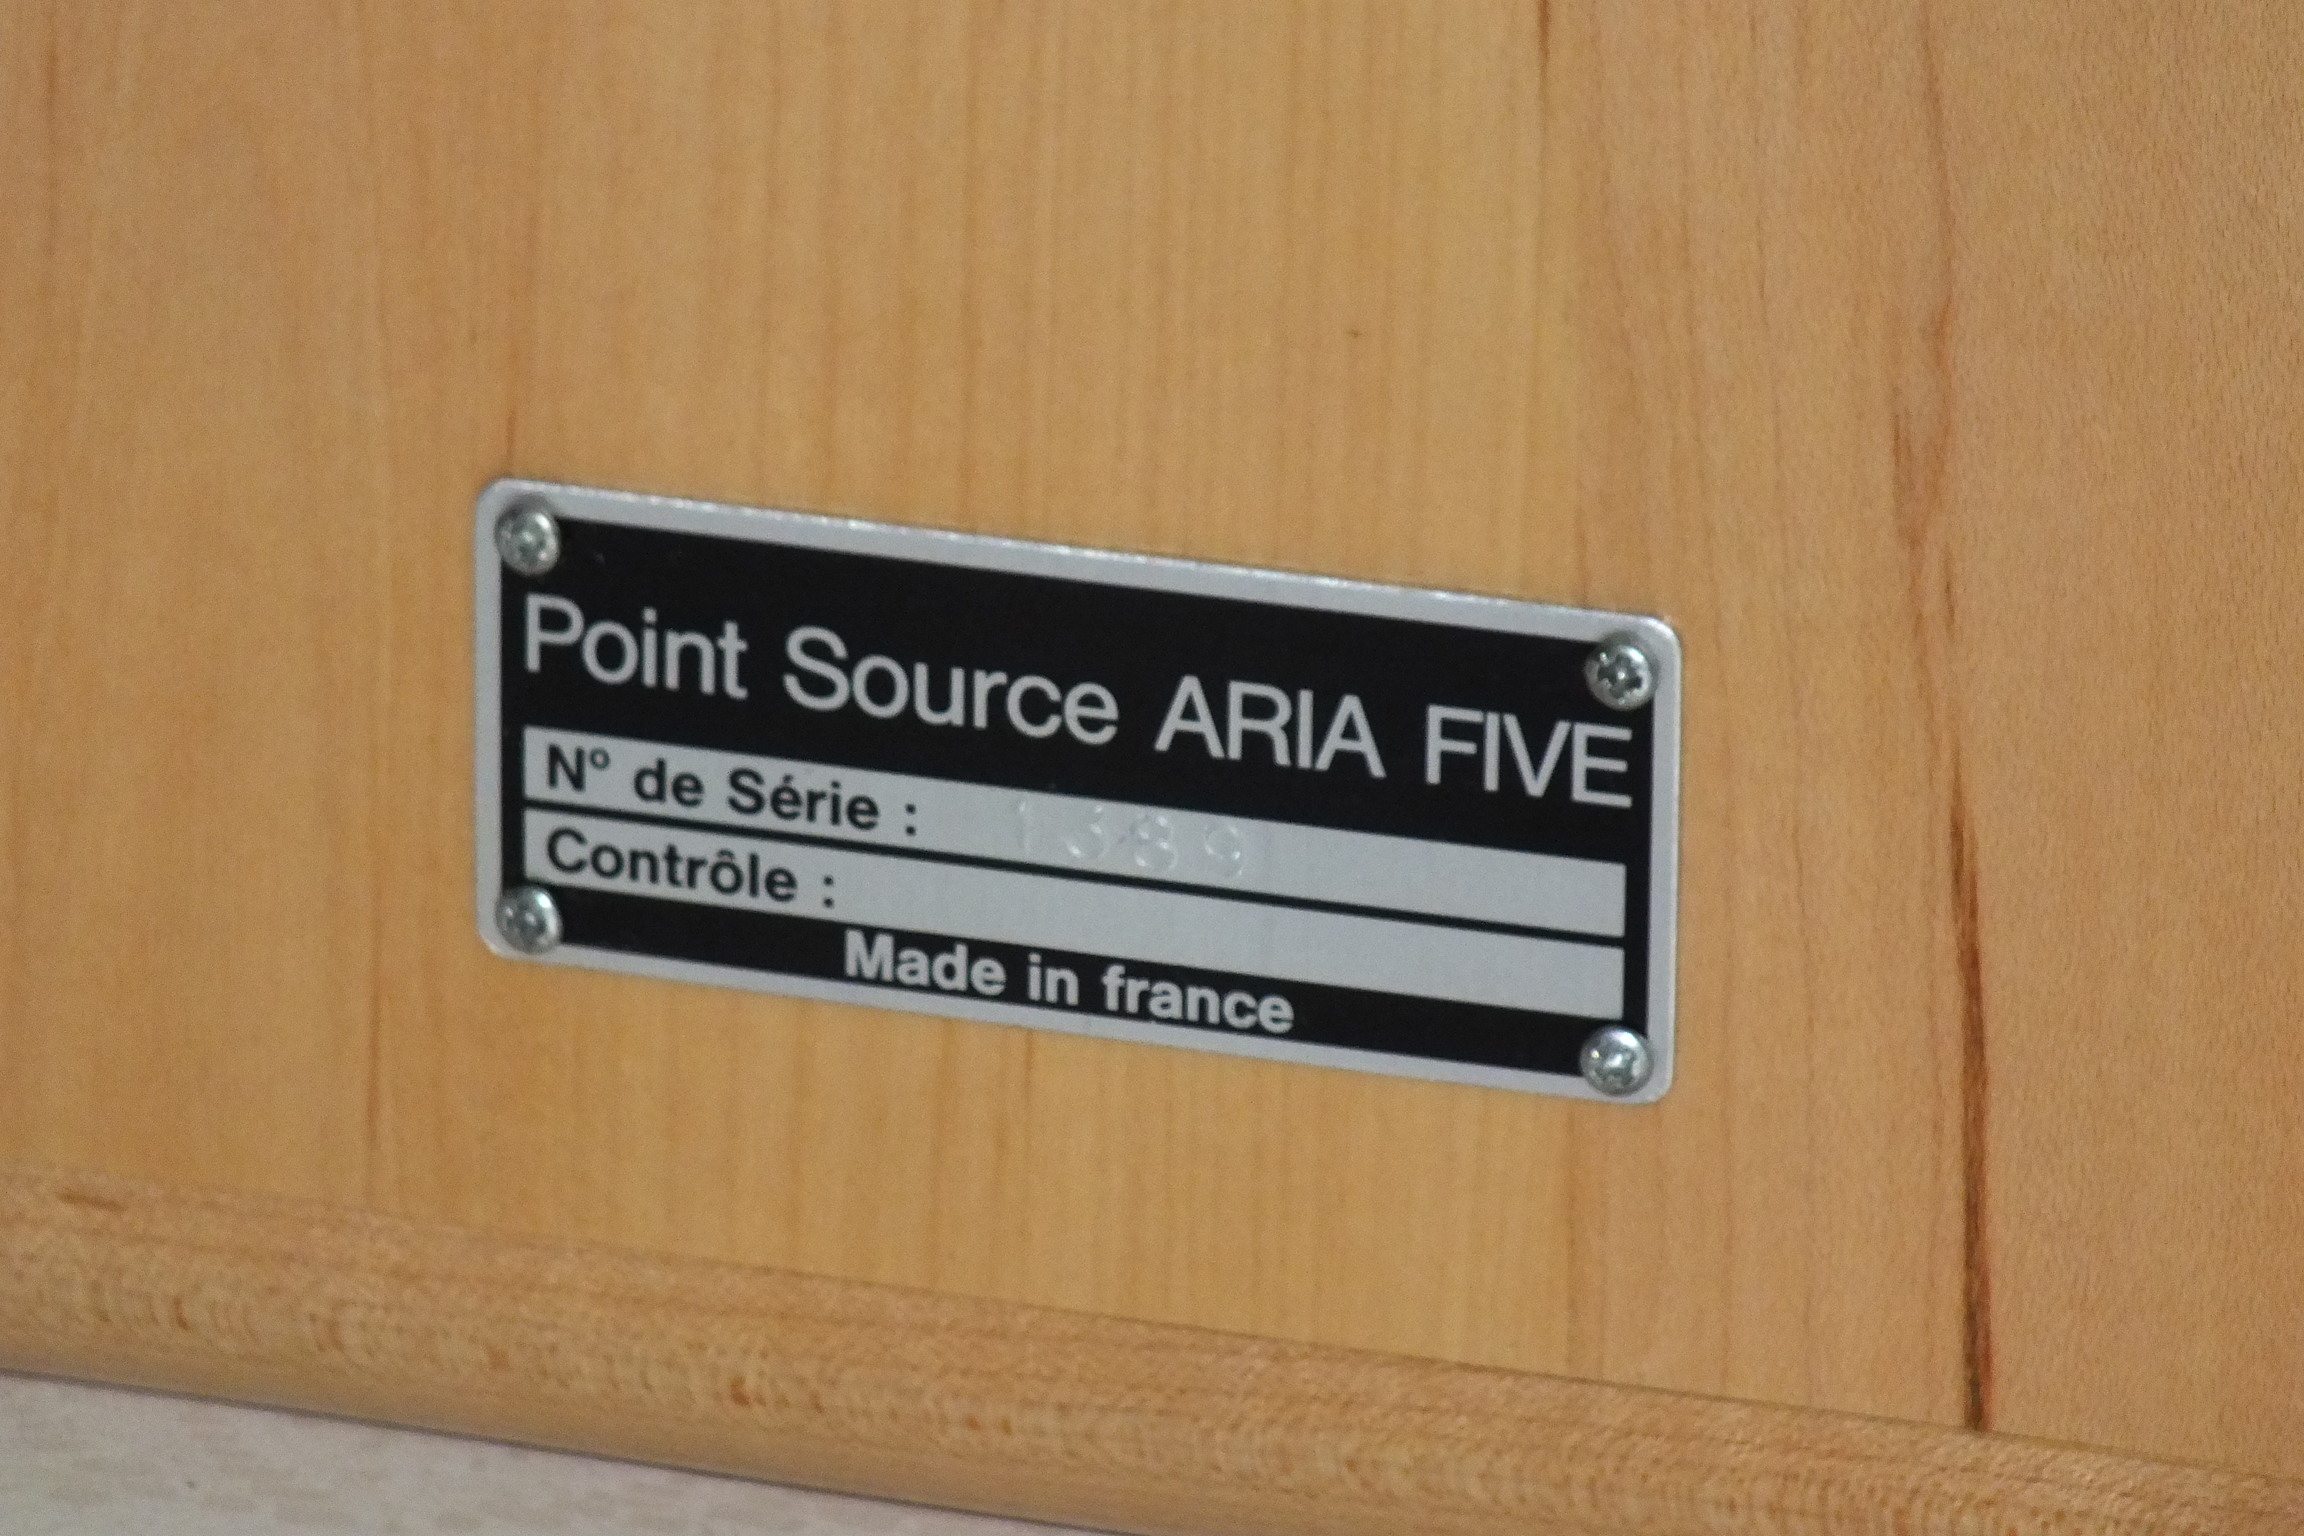 Point Source ARIA FIVE
N° de Série : 1389
Contrôle :
Made in france